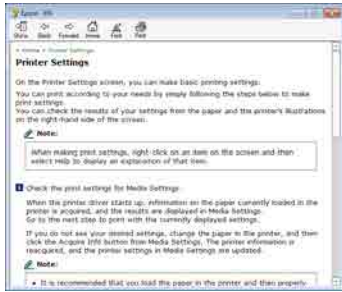 Epson
Show Back Forward Home Font Print
Home > Printer Settings
Printer Settings
On the Printer Settings screen, you can make basic printing settings.
You can print according to your needs by simply following the steps below to make
print settings.
You can check the results of your settings from the paper and the printer's illustrations
on the right-hand side of the screen.
Note:
When making print settings, right-click on an item on the screen and then
select Help to display an explanation of that item.
1 Check the print settings for Media Settings
When the printer driver starts up, information on the paper currently loaded in the
printer is acquired, and the results are displayed in Media Settings.
Go to the next step to print with the currently displayed settings.
If you do not see your desired settings, change the paper in the printer, and then
click the Acquire Info button from Media Settings. The printer information is
reacquired, and the printer settings in Media Settings are updated.
Note:
• It is recommended that you load the paper in the printer and then properly